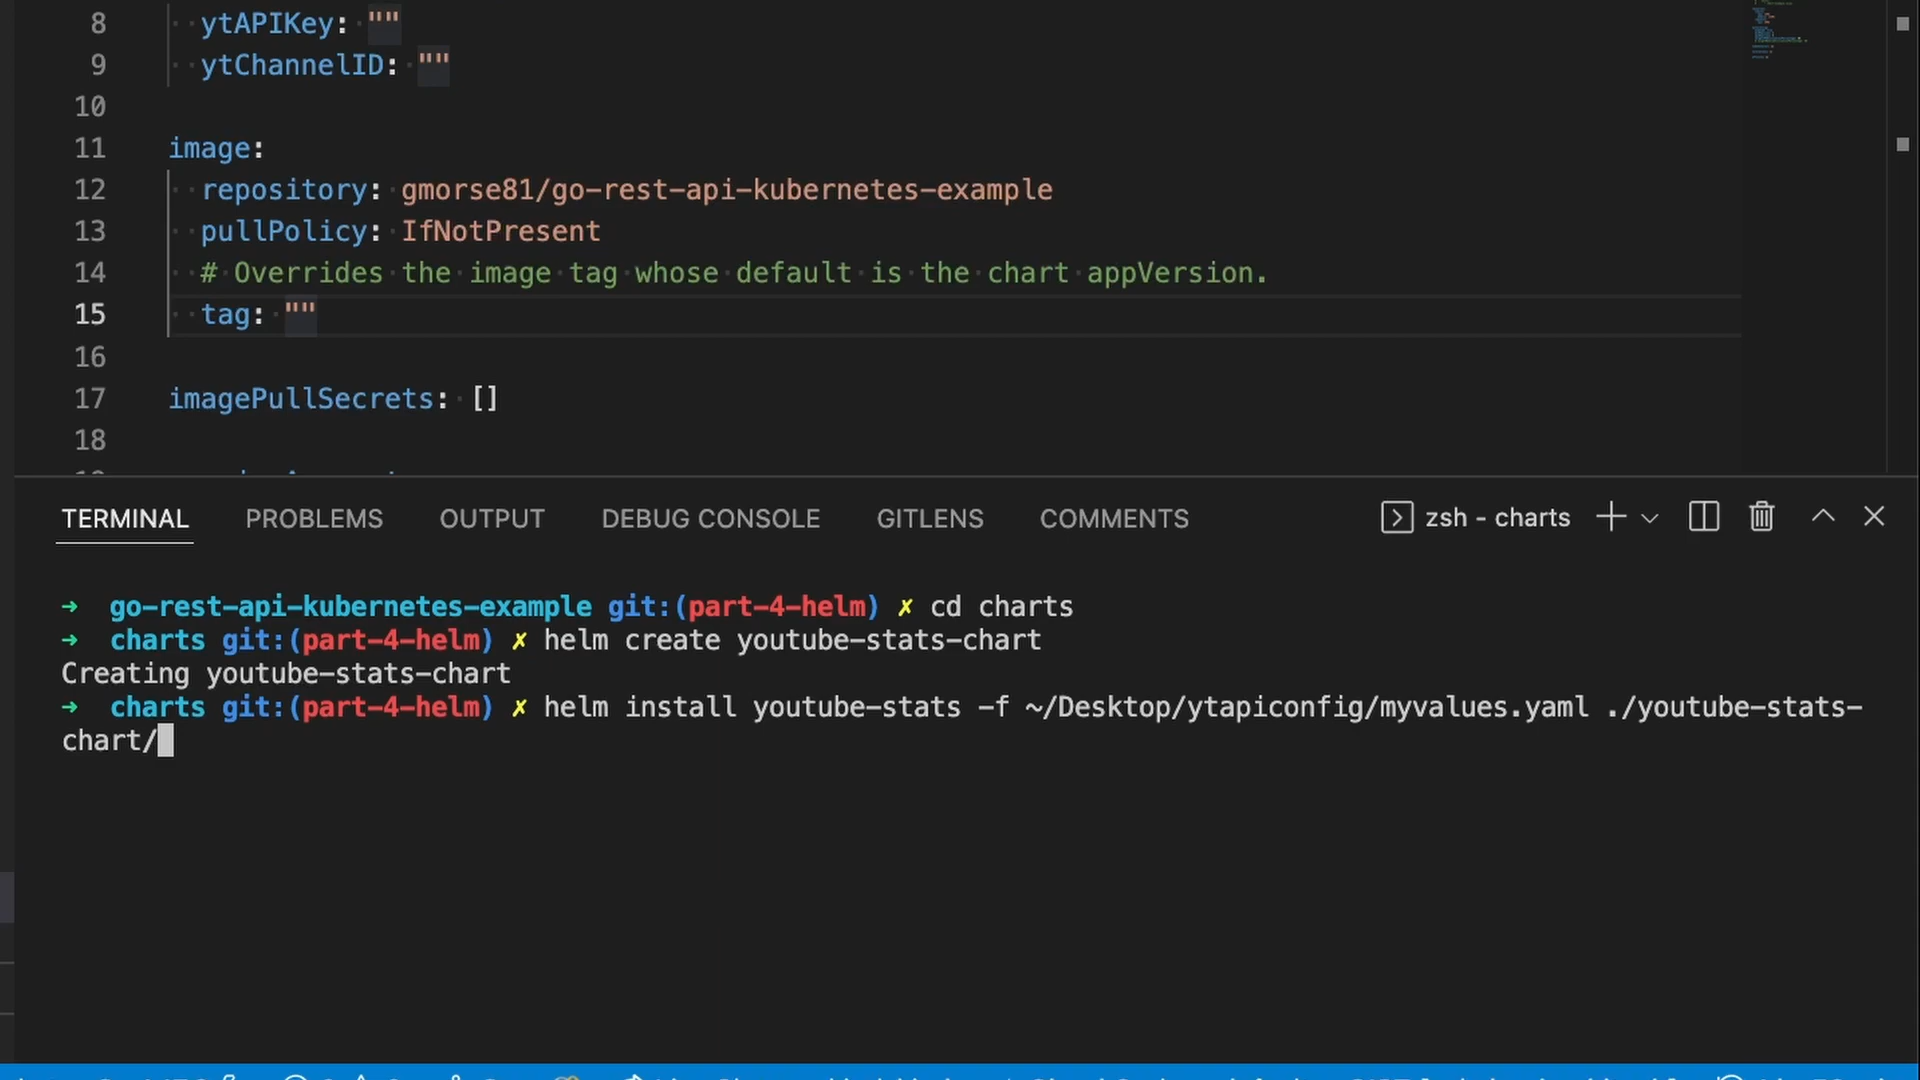 8 ytAPIKey: ""
9 ytChannelID: ""
10
11 image:
12 repository: gmorse81/go-rest-api-kubernetes-example
13 pullPolicy: IfNotPresent
14 # Overrides the image tag whose default is the chart appVersion.
15 tag: ""
16
17 imagePullSecrets: []
18
TERMINAL PROBLEMS OUTPUT DEBUG CONSOLE GITLENS COMMENTS zsh - charts
➜ go-rest-api-kubernetes-example git:(part-4-helm) ✗ cd charts
➜ charts git:(part-4-helm) ✗ helm create youtube-stats-chart
Creating youtube-stats-chart
➜ charts git:(part-4-helm) ✗ helm install youtube-stats -f ~/Desktop/ytapiconfig/myvalues.yaml ./youtube-stats-
chart/